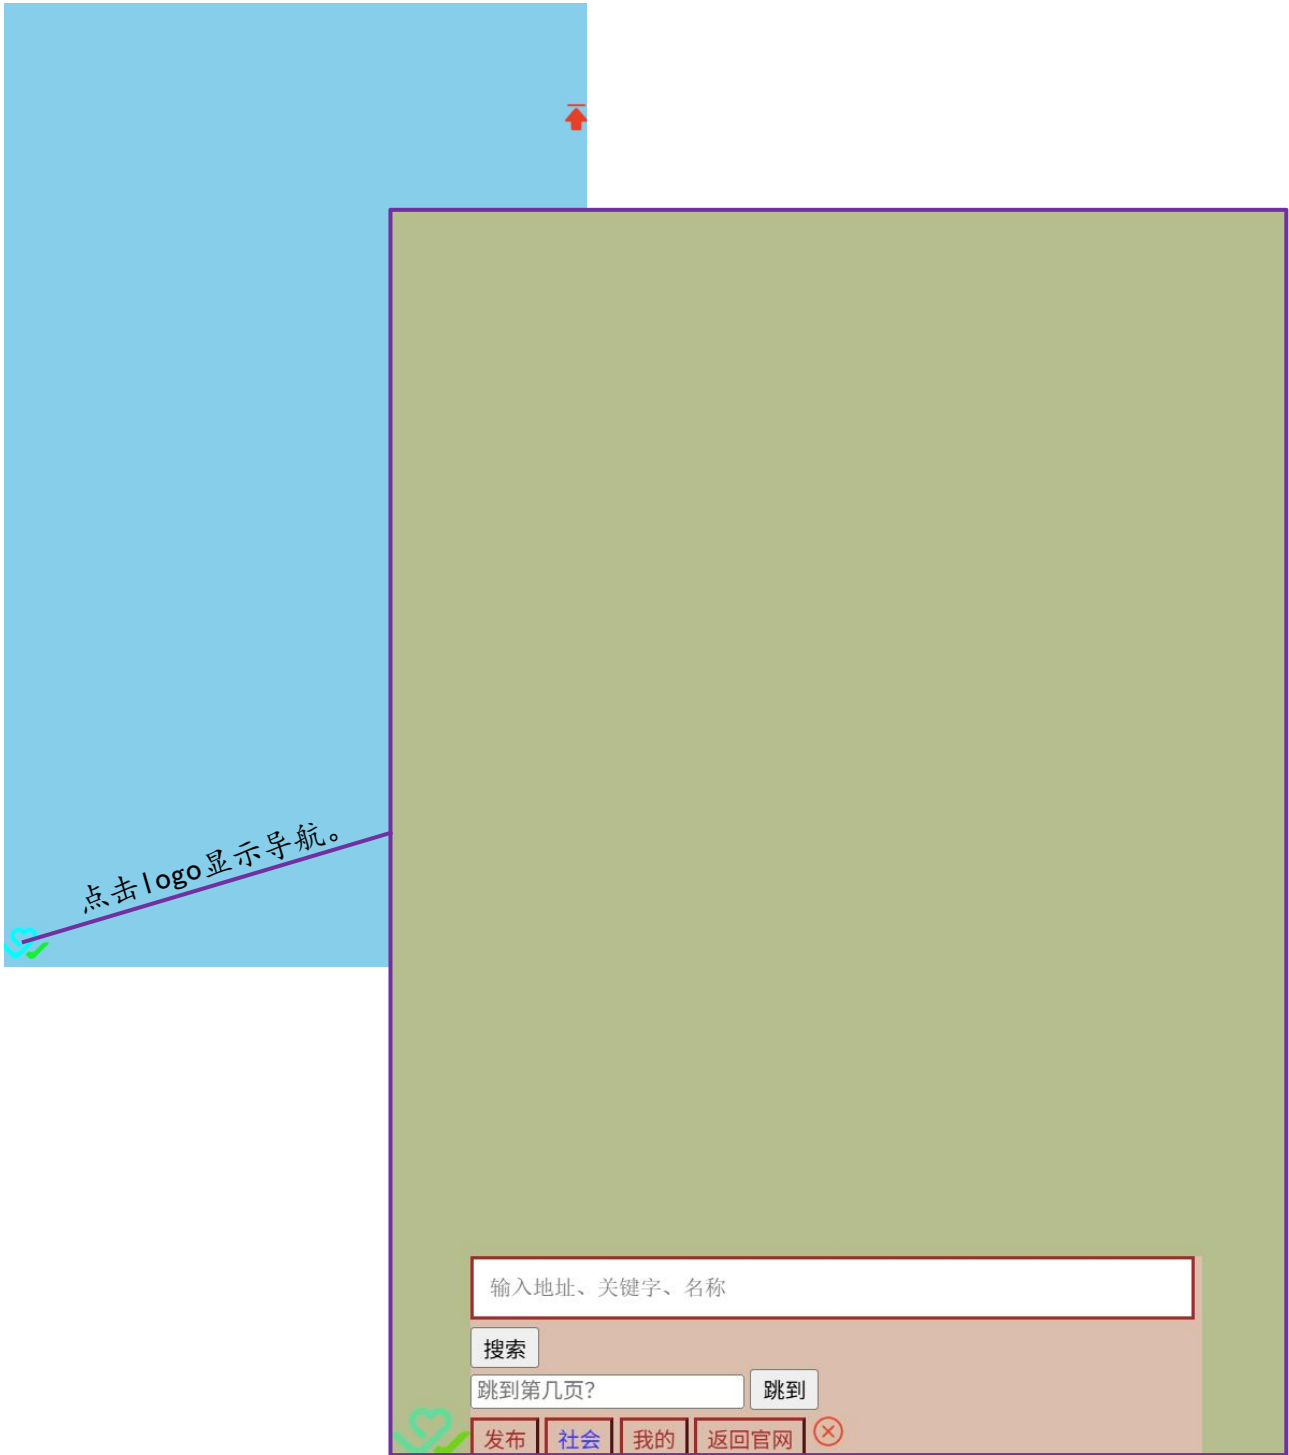 点击logo显示导航。
输入地址、关键字、名称
搜索
跳到第几页? 跳到
发布 社会 我的 返回官网